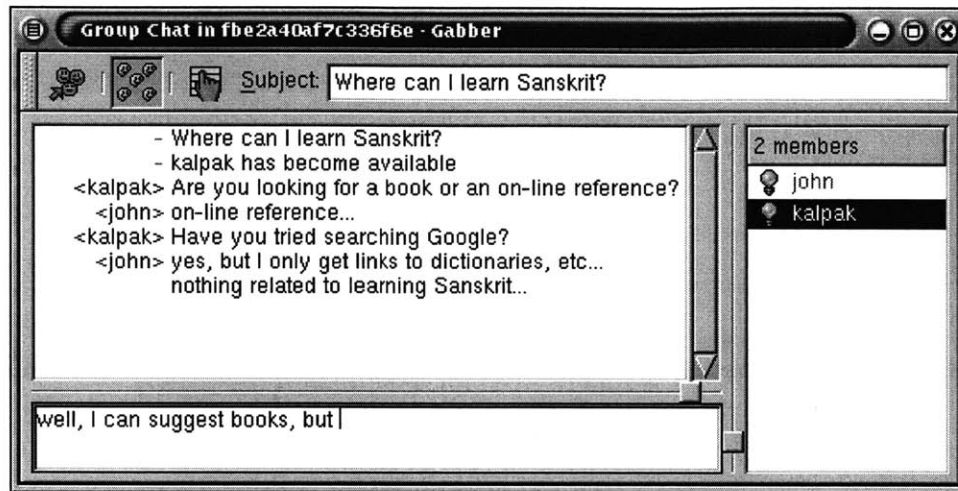 Group Chat in fbe2a40af7c336f6e - Gabber
Subject: Where can I learn Sanskrit?
- Where can I learn Sanskrit?
- kalpak has become available
<kalpak> Are you looking for a book or an on-line reference?
<john> on-line reference...
<kalpak> Have you tried searching Google?
<john> yes, but I only get links to dictionaries, etc...
nothing related to learning Sanskrit...
well, I can suggest books, but
2 members
john
kalpak